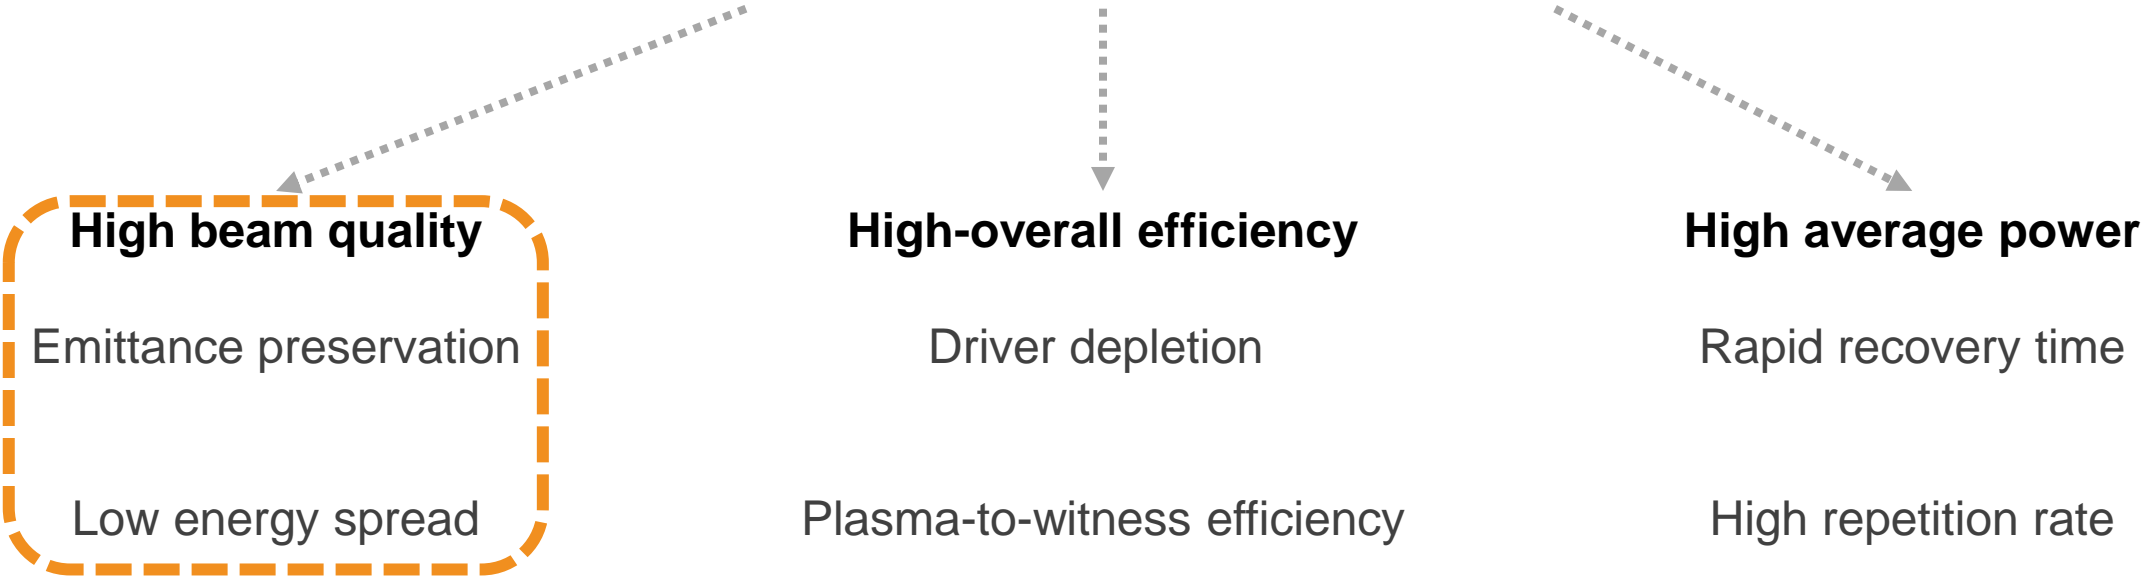 High beam quality
Emittance preservation
Low energy spread
High-overall efficiency
Driver depletion
Plasma-to-witness efficiency
High average power
Rapid recovery time
High repetition rate